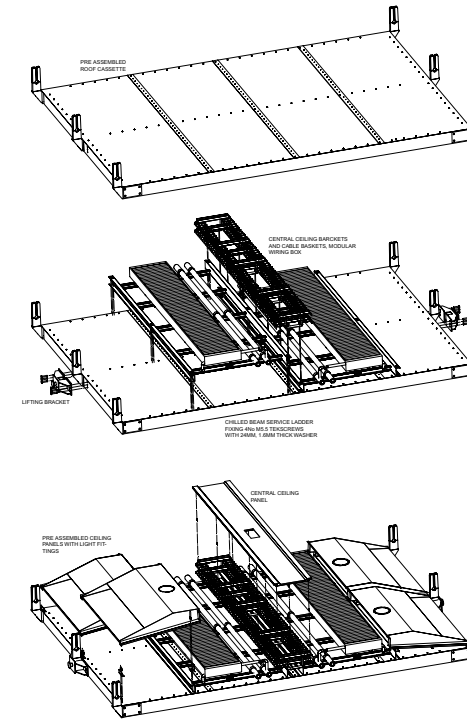 PRE ASSEMBLED
ROOF CASSETTE
CENTRAL CEILING BARCKETS
AND CABLE BASKETS, MODULAR
WIRING BOX
LIFTING BRACKET
CHILLED BEAM SERVICE LADDER
FIXING 4No M5.5 TEKSCREWS
WITH 24MM, 1.6MM THICK WASHER
CENTRAL CEILING
PANEL
PRE ASSEMBLED CEILING
PANELS WITH LIGHT FIT-
TINGS